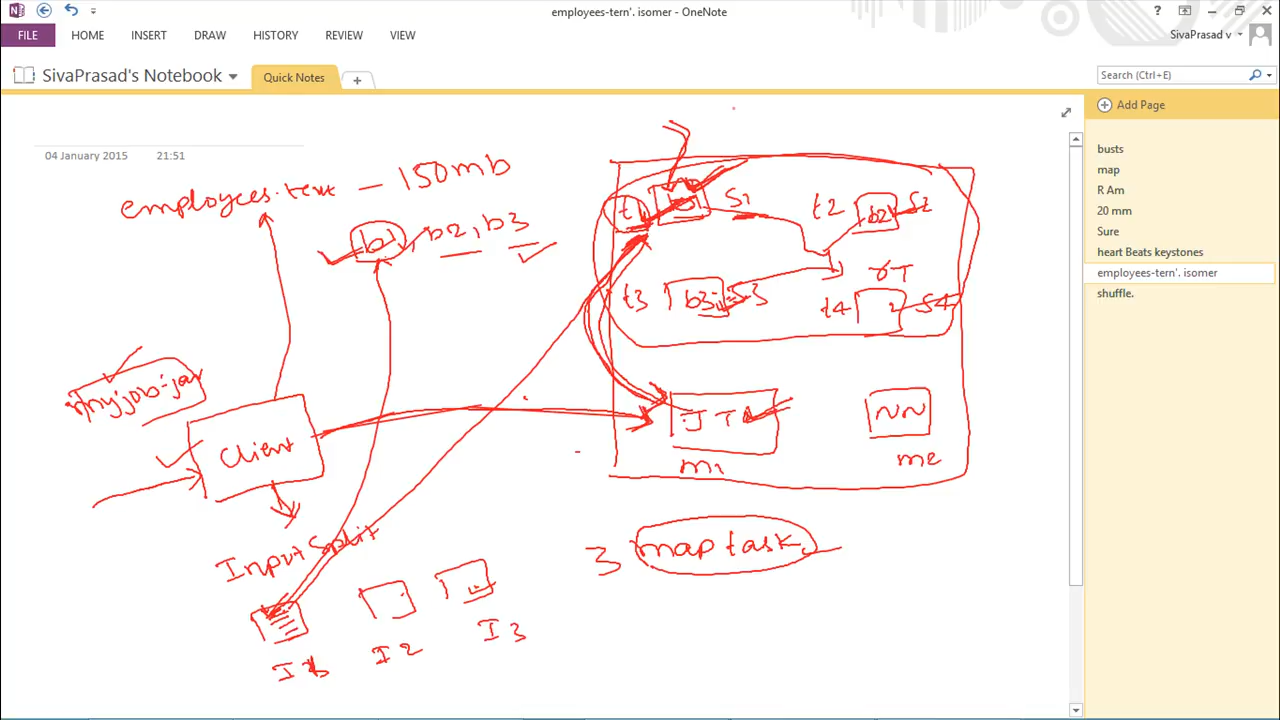 employees-tern'. isomer - OneNote
FILE HOME INSERT DRAW HISTORY REVIEW VIEW
SivaPrasad v
SivaPrasad's Notebook
Quick Notes
Search (Ctrl+E)
Add Page
busts
map
R Am
20 mm
Sure
heart Beats keystones
employees-tern'. isomer
shuffle.
04 January 2015 21:51
employees.text - 150mb
b1, b2, b3
myjob.jar
Client
Input Split
I1
I2
I3
t1 S1
t2 b2 S2
t3 b3 S3
t4 S4
JT
m1
NN
m2
3 map task